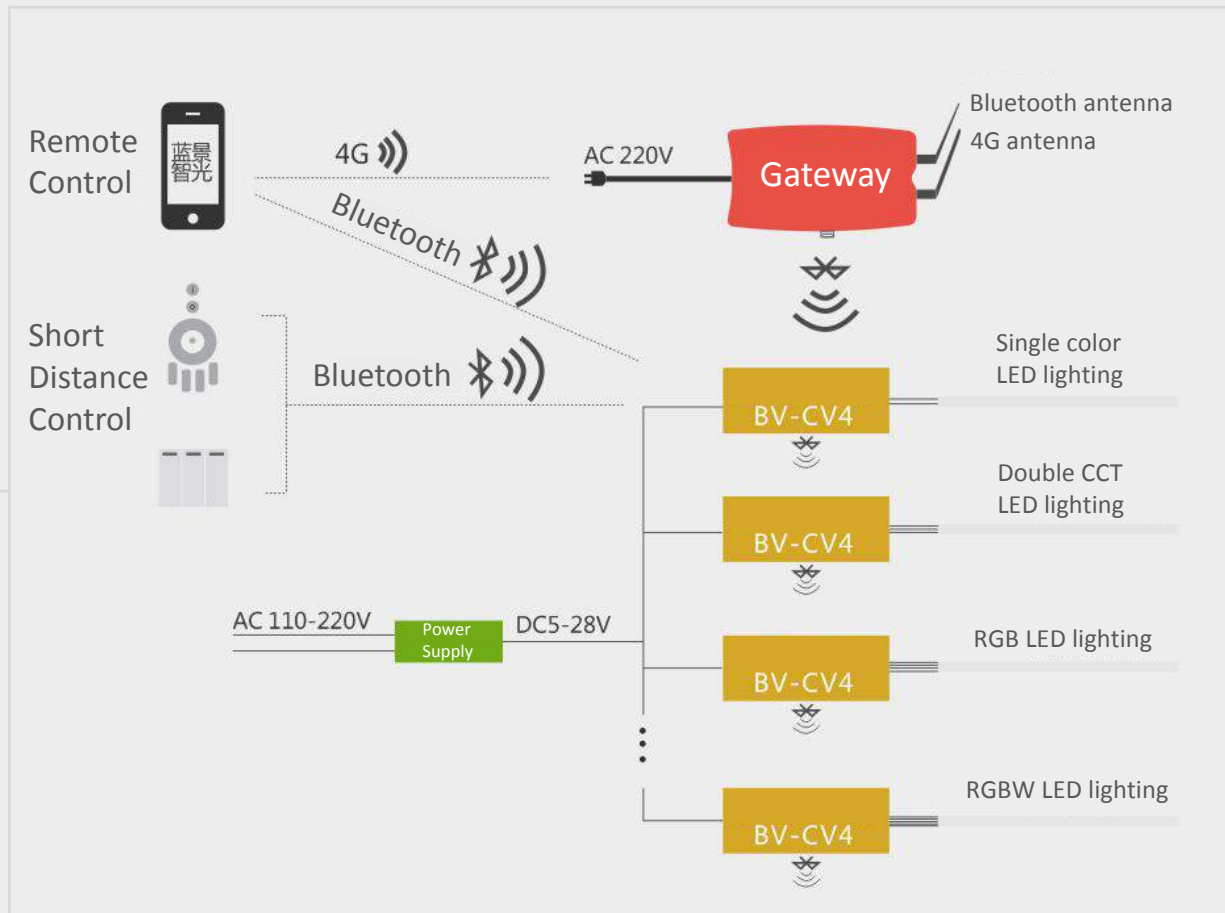 Remote
Control
蓝景
智光
4G
AC 220V
Gateway
Bluetooth antenna
4G antenna
Bluetooth
Short
Distance
Control
Bluetooth
Single color
LED lighting
BV-CV4
Double CCT
LED lighting
BV-CV4
AC 110-220V
Power
Supply
DC5-28V
RGB LED lighting
BV-CV4
RGBW LED lighting
BV-CV4